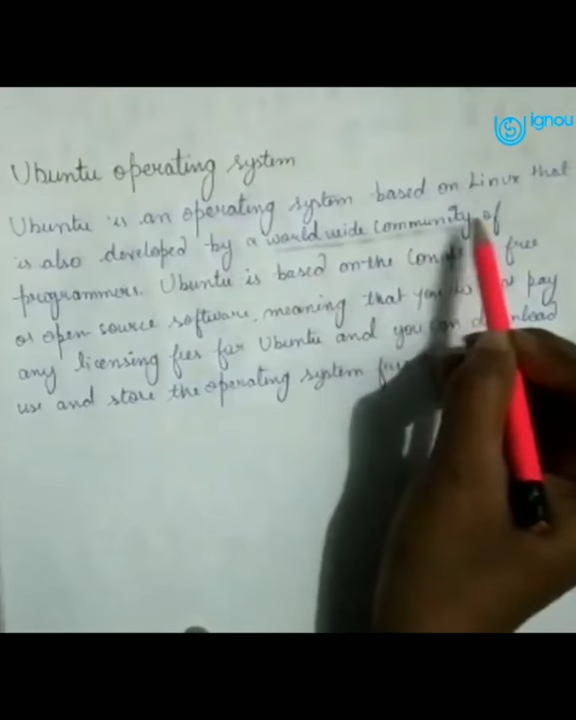 ignou
Ubuntu operating system
Ubuntu is an operating system based on Linux that
is also developed by a world wide community of
programmers. Ubuntu is based on the free
or open source software, meaning that you pay
any licensing fees for Ubuntu and you can download
use and store the operating system